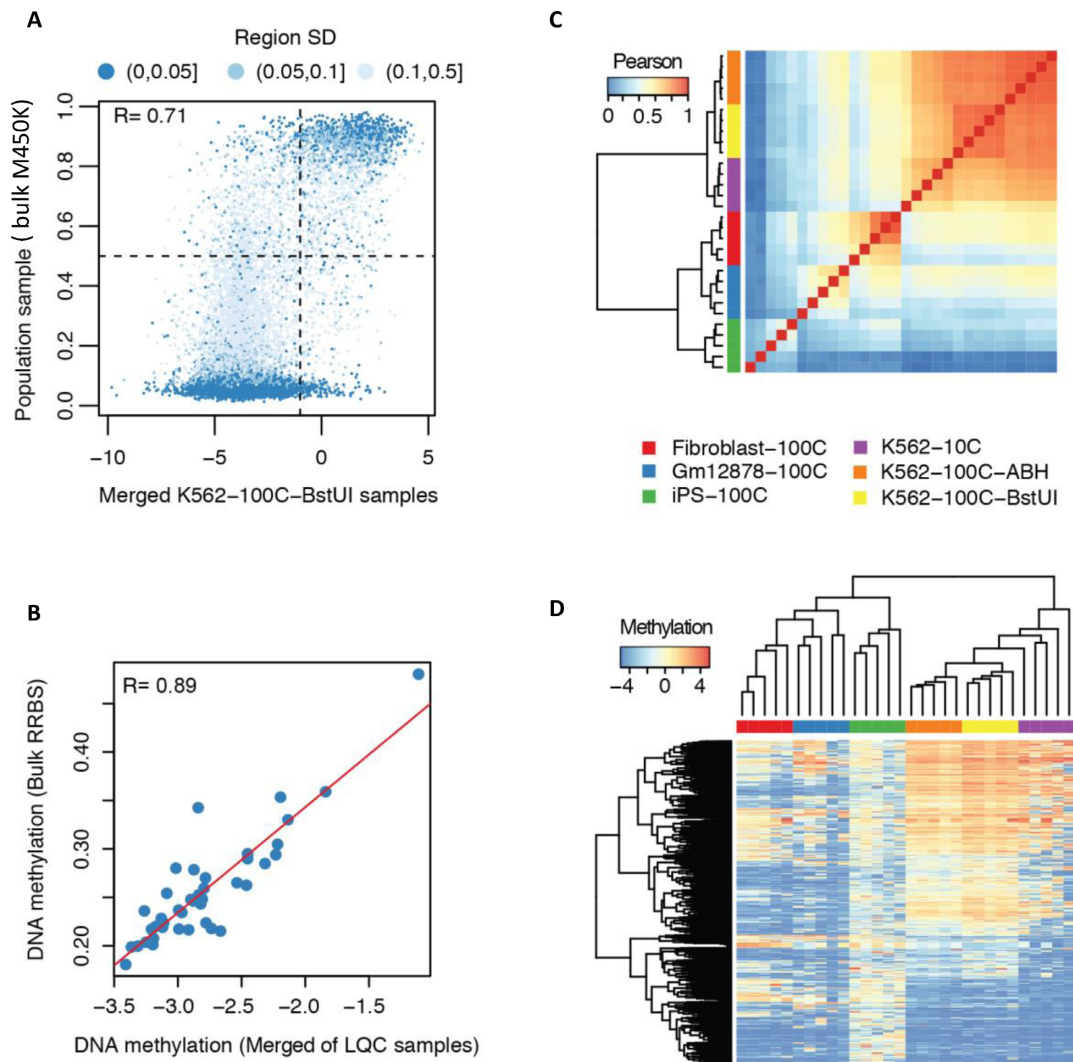 A
Region SD
(0,0.05]
(0.05,0.1]
(0.1,0.5]
R= 0.71
Population sample ( bulk M450K)
0.0
0.2
0.4
0.6
0.8
1.0
−10
−5
0
5
Merged K562−100C−BstUI samples
C
Pearson
0
0.5
1
Fibroblast−100C
Gm12878−100C
iPS−100C
K562−10C
K562−100C−ABH
K562−100C−BstUI
B
R= 0.89
DNA methylation (Bulk RRBS)
0.20
0.30
0.40
−3.5
−3.0
−2.5
−2.0
−1.5
DNA methylation (Merged of LQC samples)
D
Methylation
−4
0
4